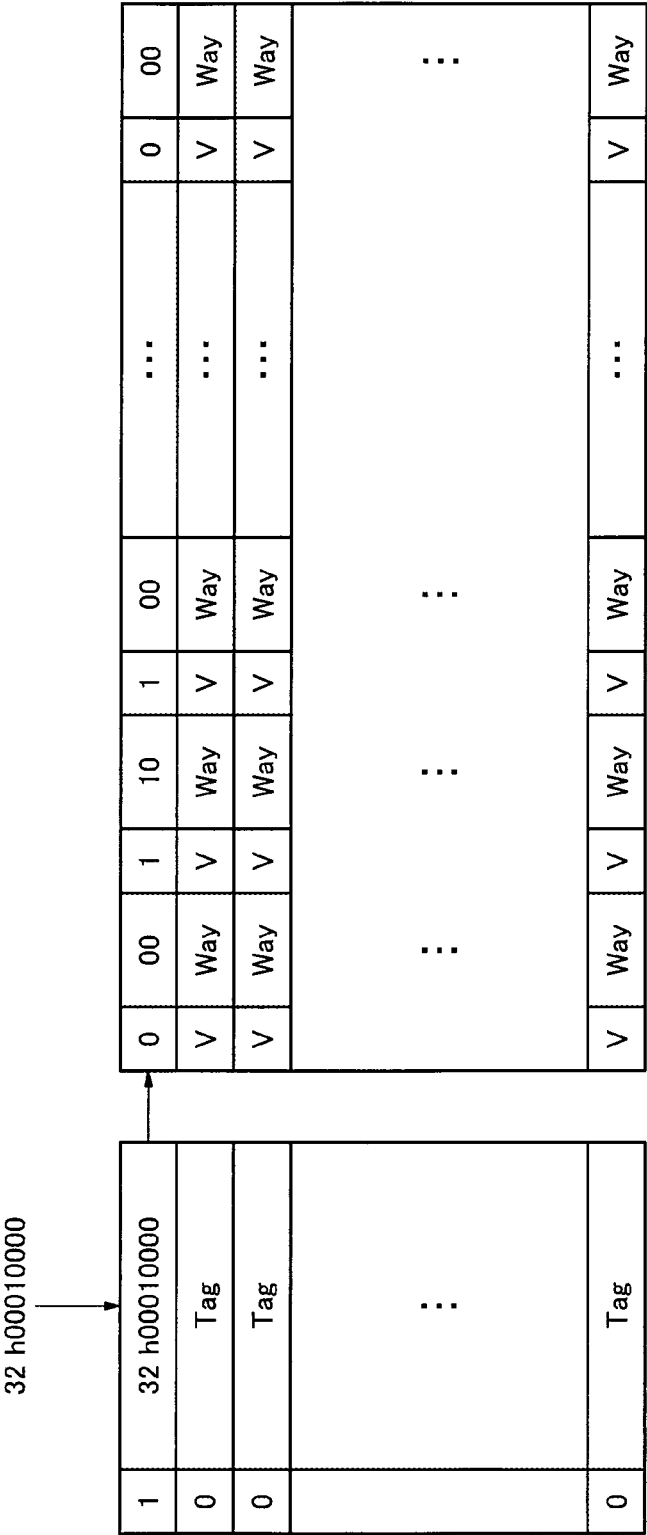 32 h00010000
1 32 h00010000 0 00 1 10 1 00 ... 0 00
0 Tag V Way V Way V Way ... V Way
0 Tag V Way V Way V Way ... V Way
... ... ... ... ...
0 Tag V Way V Way V Way ... V Way